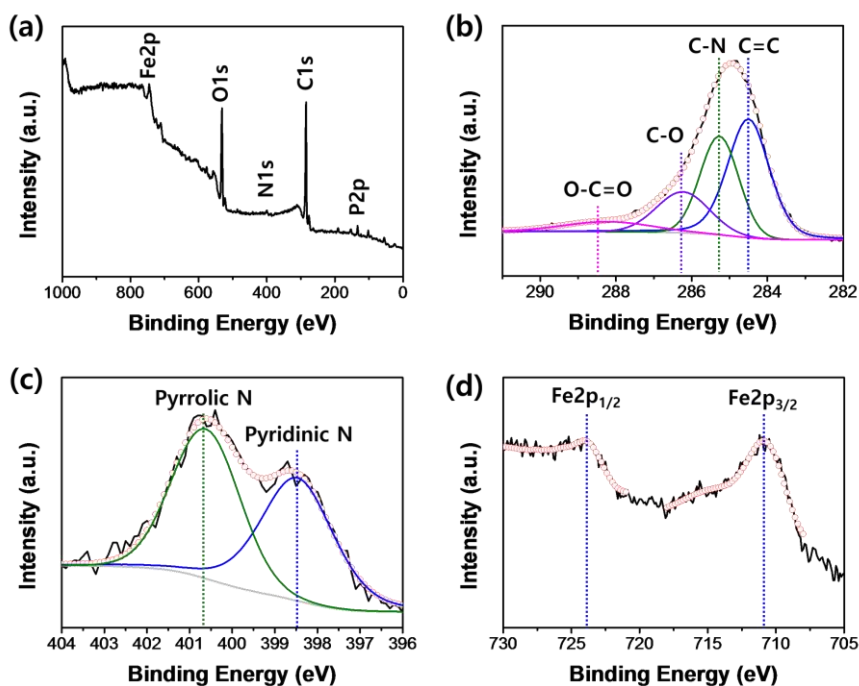 (a)
Fe2p
O1s
N1s
C1s
P2p
Intensity (a.u.)
1000 800 600 400 200 0
Binding Energy (eV)
(b)
C-N C=C
C-O
O-C=O
Intensity (a.u.)
290 288 286 284 282
Binding Energy (eV)
(c)
Pyrrolic N
Pyridinic N
Intensity (a.u.)
404 403 402 401 400 399 398 397 396
Binding Energy (eV)
(d)
Fe2p1/2 Fe2p3/2
Intensity (a.u.)
730 725 720 715 710 705
Binding Energy (eV)